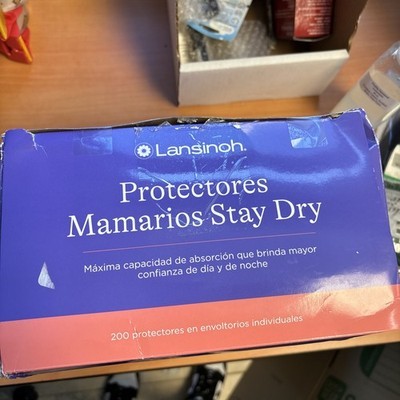 Lansinoh
Protectores
Mamarios Stay Dry
Máxima capacidad de absorción que brinda mayor
confianza de día y de noche
200 protectores en envoltorios individuales